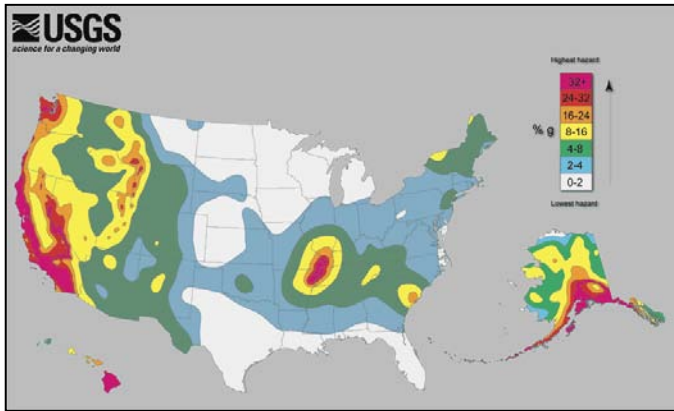 USGS
science for a changing world
Highest hazard
32+
24-32
16-24
% g
8-16
4-8
2-4
0-2
Lowest hazard